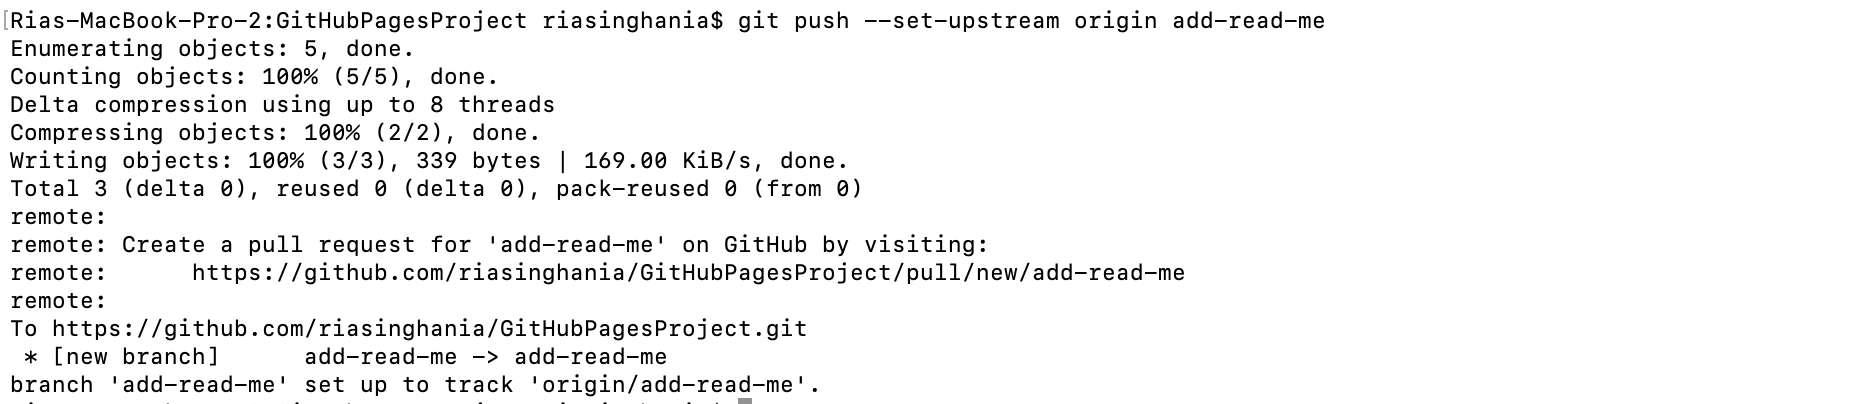 Rias-MacBook-Pro-2:GitHubPagesProject riasinghania$ git push --set-upstream origin add-read-me
Enumerating objects: 5, done.
Counting objects: 100% (5/5), done.
Delta compression using up to 8 threads
Compressing objects: 100% (2/2), done.
Writing objects: 100% (3/3), 339 bytes | 169.00 KiB/s, done.
Total 3 (delta 0), reused 0 (delta 0), pack-reused 0 (from 0)
remote:
remote: Create a pull request for 'add-read-me' on GitHub by visiting:
remote:      https://github.com/riasinghania/GitHubPagesProject/pull/new/add-read-me
remote:
To https://github.com/riasinghania/GitHubPagesProject.git
 * [new branch]      add-read-me -> add-read-me
branch 'add-read-me' set up to track 'origin/add-read-me'.